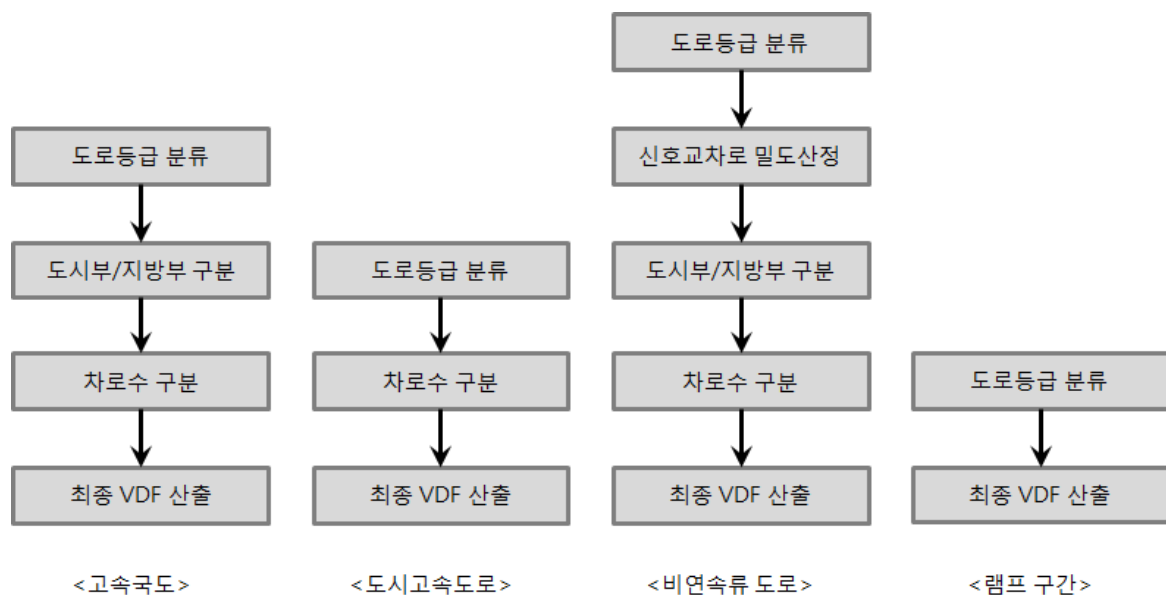 도로등급 분류
도시부/지방부 구분
차로수 구분
최종 VDF 산출
<고속국도>
도로등급 분류
차로수 구분
최종 VDF 산출
<도시고속도로>
도로등급 분류
신호교차로 밀도산정
도시부/지방부 구분
차로수 구분
최종 VDF 산출
<비연속류 도로>
도로등급 분류
최종 VDF 산출
<램프 구간>